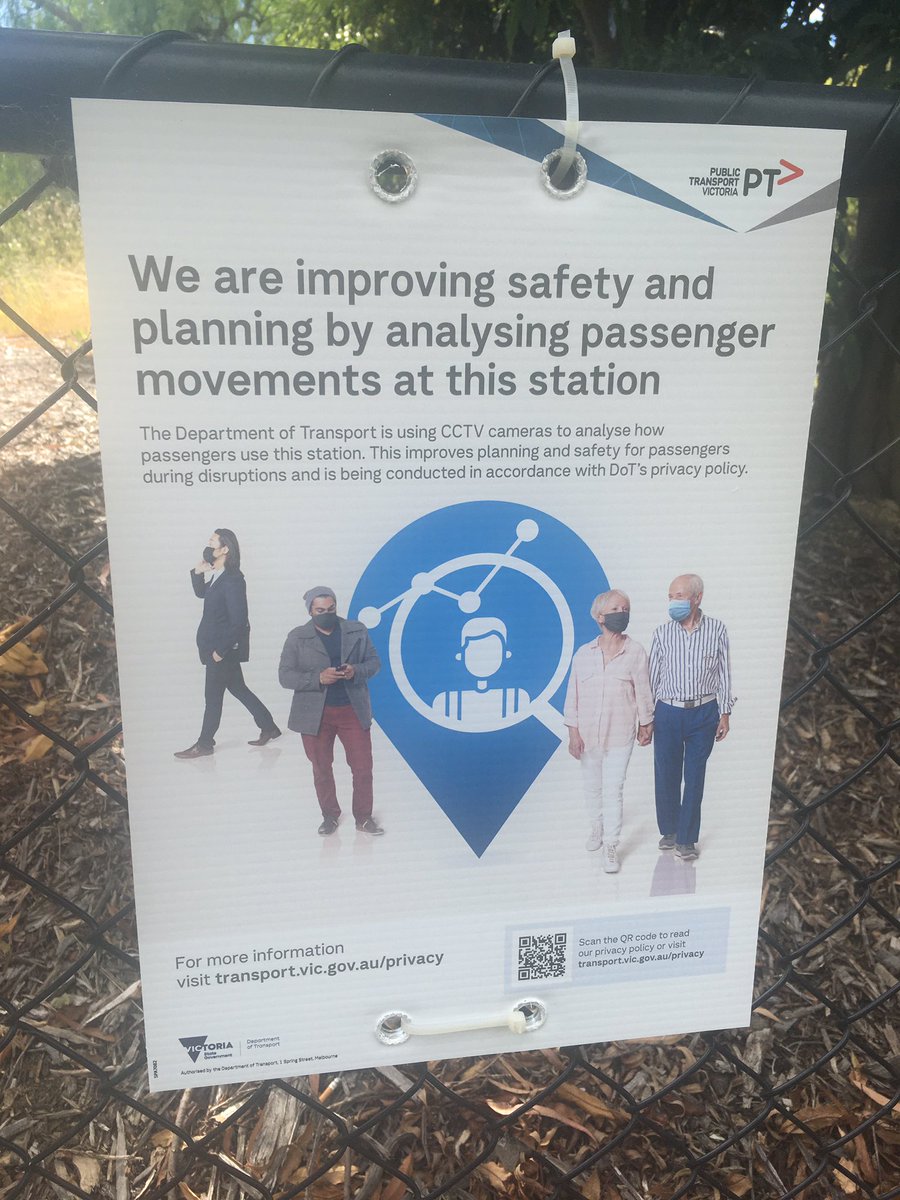 PUBLIC
TRANSPORT
VICTORIA PT
We are improving safety and
planning by analysing passenger
movements at this station
The Department of Transport is using CCTV cameras to analyse how
passengers use this station. This improves planning and safety for passengers
during disruptions and is being conducted in accordance with DoT's privacy policy.
For more information
visit transport.vic.gov.au/privacy
Scan the QR code to read
our privacy policy or visit
transport.vic.gov.au/privacy
VICTORIA
State
Government
Department
of Transport
Authorised by the Department of Transport, 1 Spring Street, Melbourne